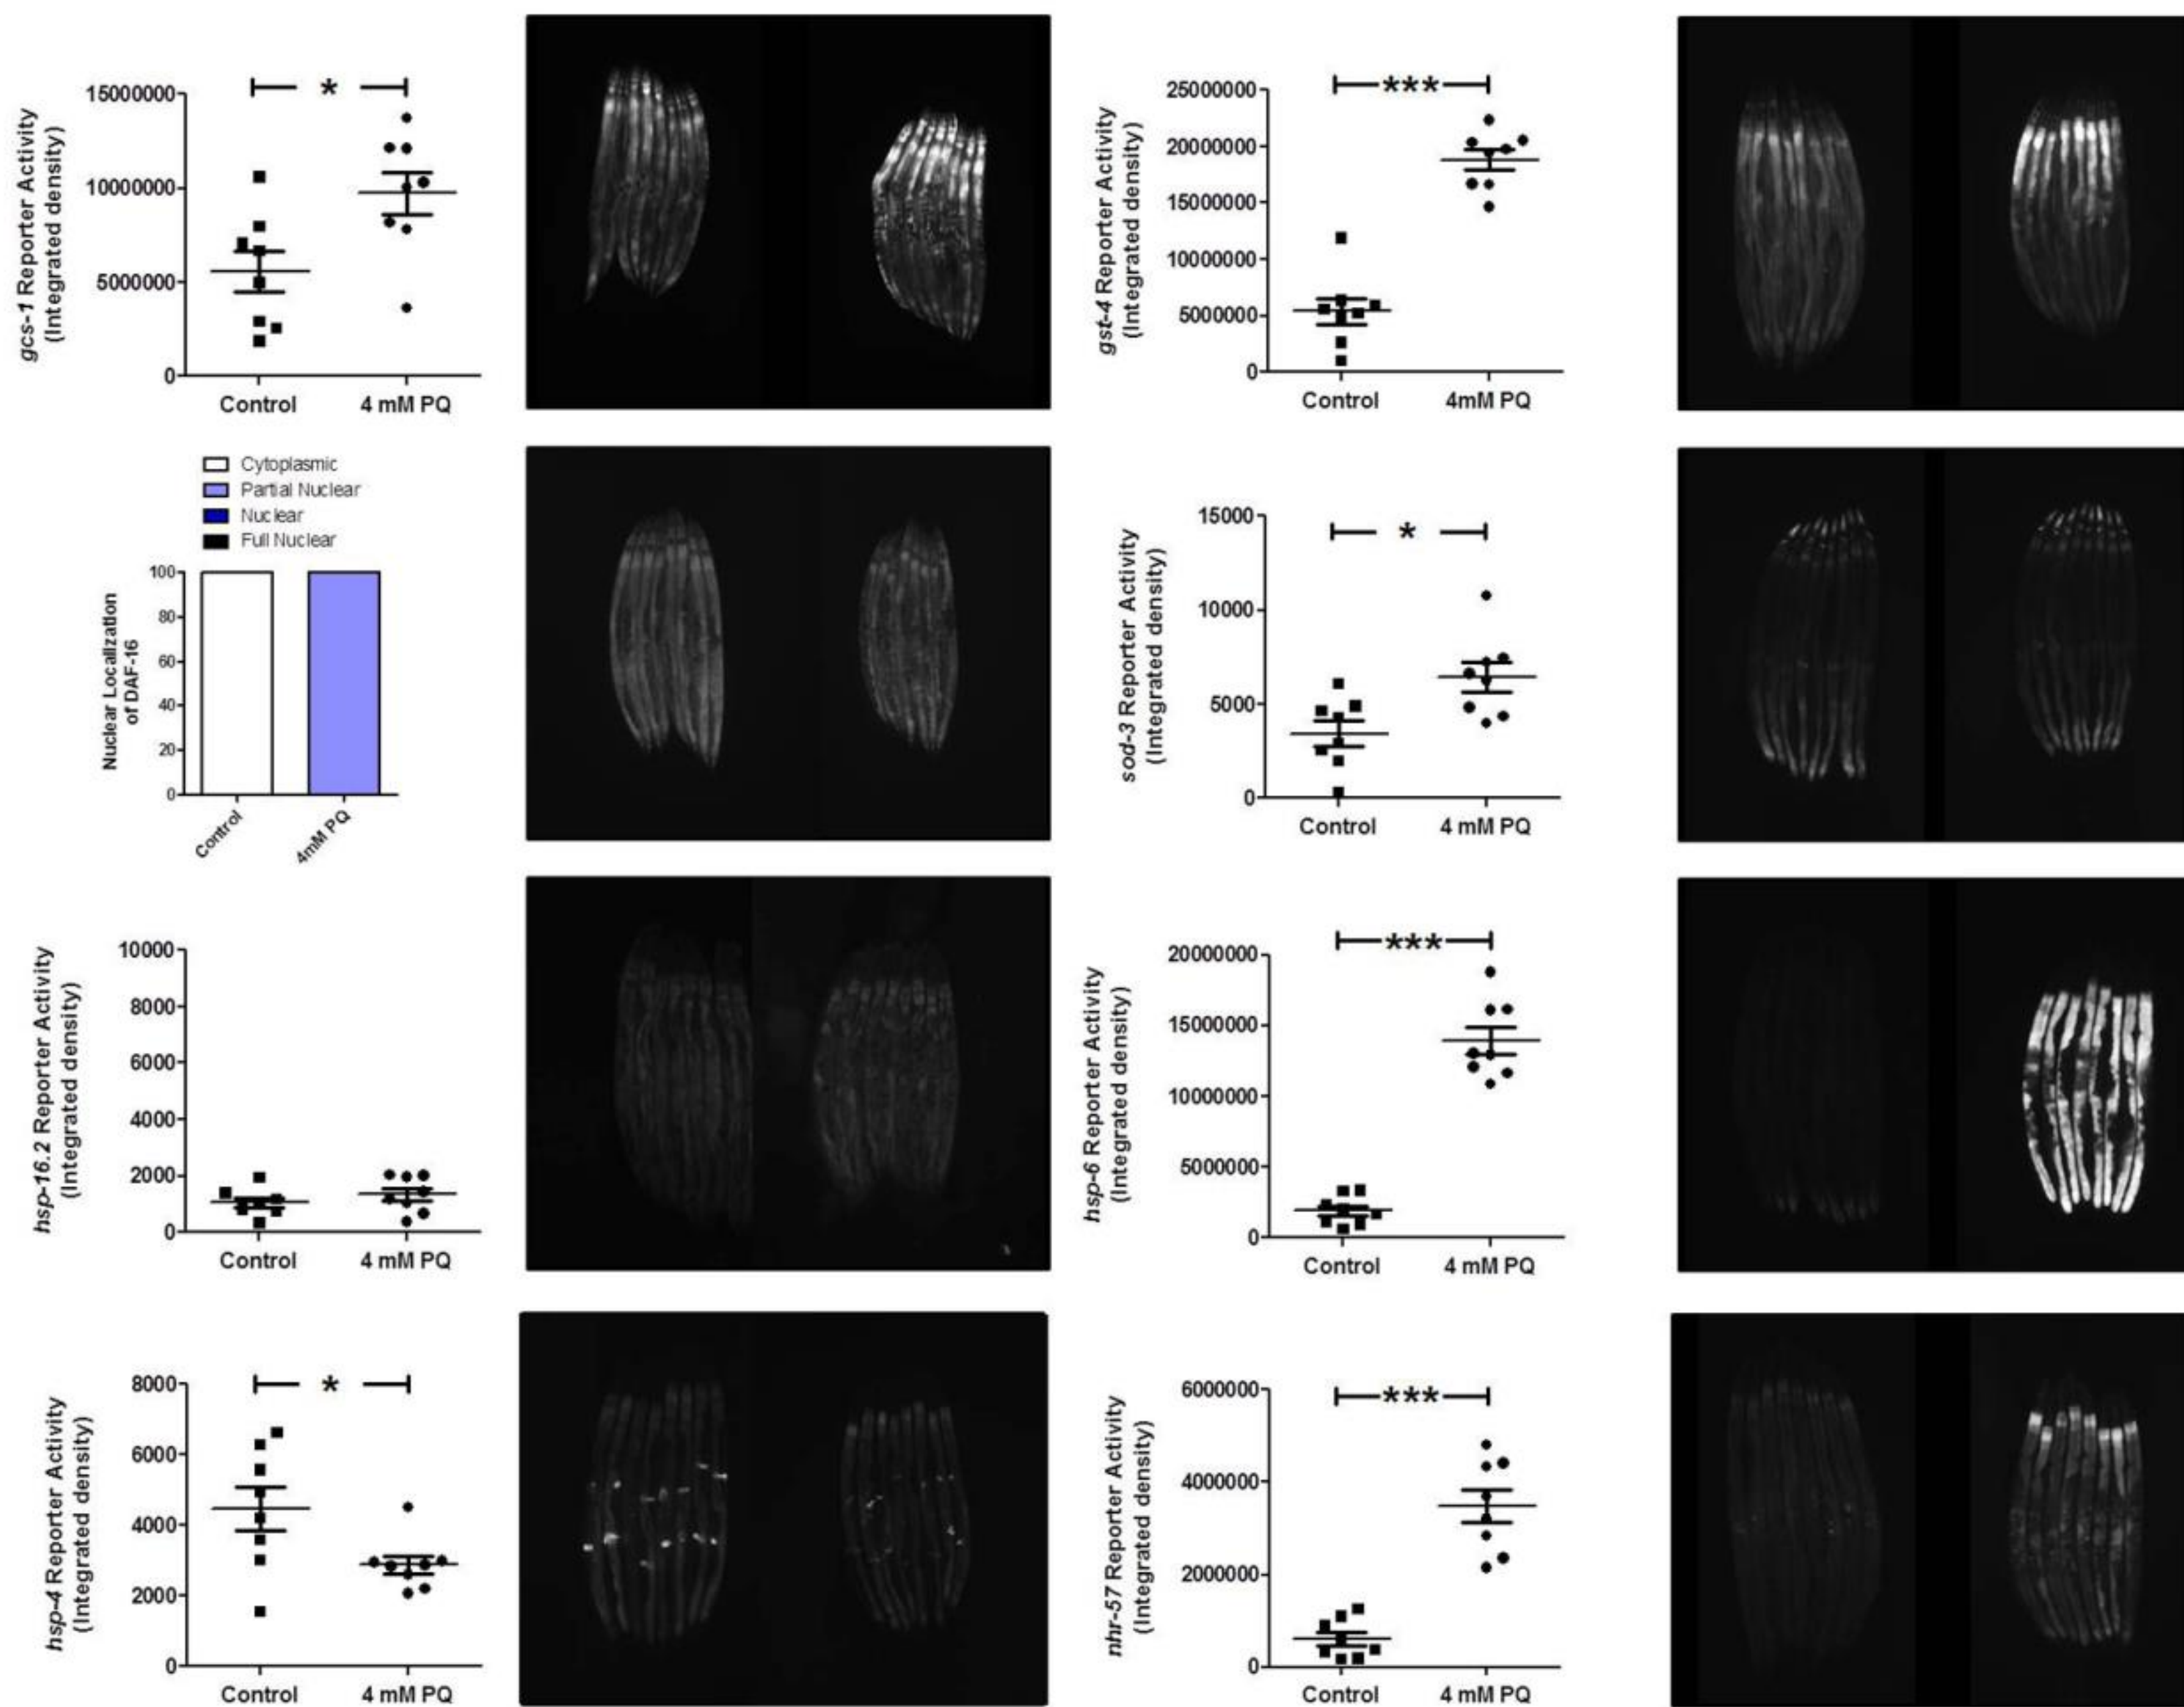 gcs-1 Reporter Activity
(Integrated density)
15000000
10000000
5000000
0
*
Control
4 mM PQ
gst-4 Reporter Activity
(Integrated density)
25000000
20000000
15000000
10000000
5000000
0
***
Control
4mM PQ
Cytoplasmic
Partial Nuclear
Nuclear
Full Nuclear
Nuclear Localization
of DAF-16
100
80
60
40
20
0
Control
4mM PQ
sod-3 Reporter Activity
(Integrated density)
15000
10000
5000
0
*
Control
4 mM PQ
hsp-16.2 Reporter Activity
(Integrated density)
10000
8000
6000
4000
2000
0
Control
4 mM PQ
hsp-6 Reporter Activity
(Integrated density)
20000000
15000000
10000000
5000000
0
***
Control
4 mM PQ
hsp-4 Reporter Activity
(Integrated density)
8000
6000
4000
2000
0
*
Control
4 mM PQ
nhr-57 Reporter Activity
(Integrated density)
6000000
4000000
2000000
0
***
Control
4 mM PQ